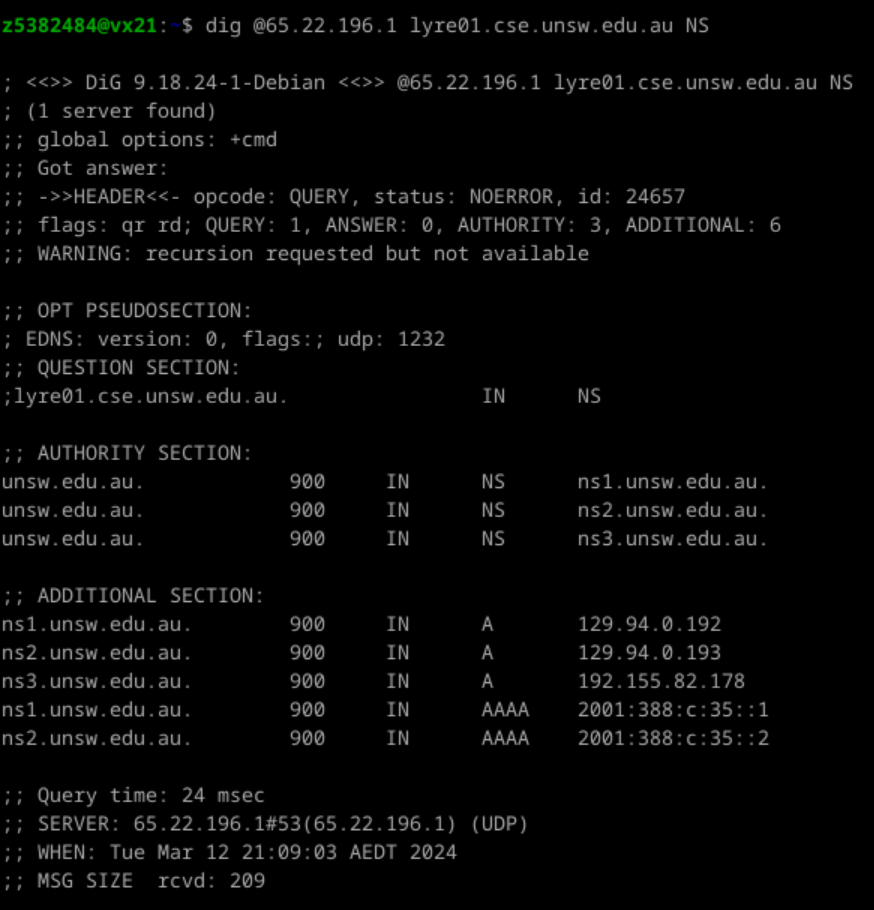 z5382484@vx21:~$ dig @65.22.196.1 lyre01.cse.unsw.edu.au NS
; <<>> DiG 9.18.24-1-Debian <<>> @65.22.196.1 lyre01.cse.unsw.edu.au NS
; (1 server found)
;; global options: +cmd
;; Got answer:
;; ->>HEADER<<- opcode: QUERY, status: NOERROR, id: 24657
;; flags: qr rd; QUERY: 1, ANSWER: 0, AUTHORITY: 3, ADDITIONAL: 6
;; WARNING: recursion requested but not available
;; OPT PSEUDOSECTION:
; EDNS: version: 0, flags:; udp: 1232
;; QUESTION SECTION:
;lyre01.cse.unsw.edu.au. IN NS
;; AUTHORITY SECTION:
unsw.edu.au. 900 IN NS ns1.unsw.edu.au.
unsw.edu.au. 900 IN NS ns2.unsw.edu.au.
unsw.edu.au. 900 IN NS ns3.unsw.edu.au.
;; ADDITIONAL SECTION:
ns1.unsw.edu.au. 900 IN A 129.94.0.192
ns2.unsw.edu.au. 900 IN A 129.94.0.193
ns3.unsw.edu.au. 900 IN A 192.155.82.178
ns1.unsw.edu.au. 900 IN AAAA 2001:388:c:35::1
ns2.unsw.edu.au. 900 IN AAAA 2001:388:c:35::2
;; Query time: 24 msec
;; SERVER: 65.22.196.1#53(65.22.196.1) (UDP)
;; WHEN: Tue Mar 12 21:09:03 AEDT 2024
;; MSG SIZE rcvd: 209